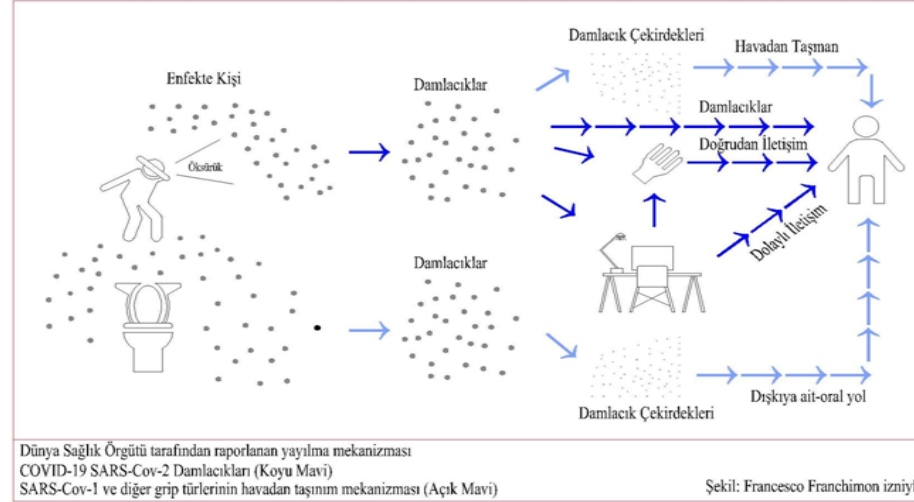 Damlacık Çekirdekleri
Havadan Taşman
Enfekte Kişi
Damlacıklar
Damlacıklar
Öksürük
Doğrudan İletişim
Dolaylı İletişim
Damlacıklar
Damlacık Çekirdekleri
Dışkıya ait-oral yol
Dünya Sağlık Örgütü tarafından raporlanan yayılma mekanizması
COVID-19 SARS-Cov-2 Damlacıkları (Koyu Mavi)
SARS-Cov-1 ve diğer grip türlerinin havadan taşınım mekanizması (Açık Mavi)
Şekil: Francesco Franchimon izniyl